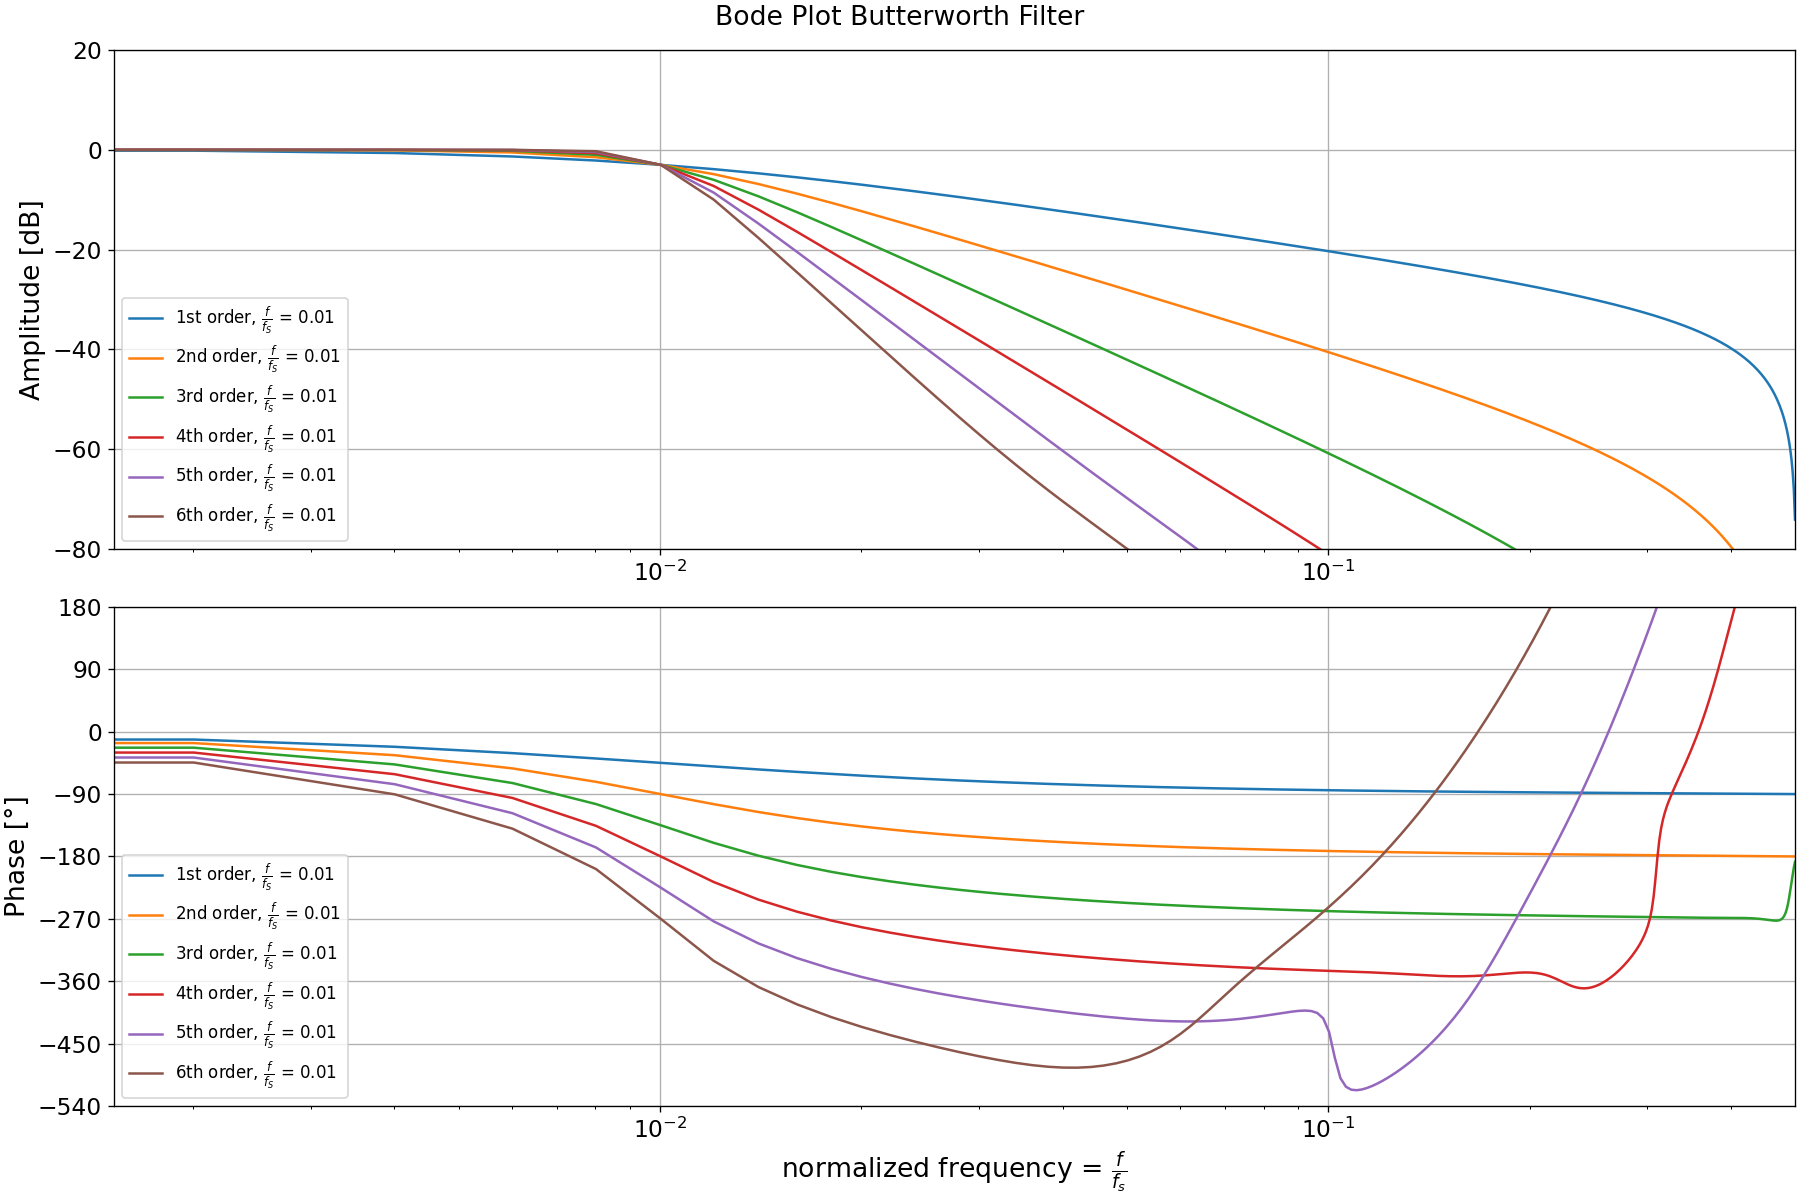 Bode Plot Butterworth Filter
20
0
−20
−40
−60
−80
Amplitude [dB]
1st order, f/fs = 0.01
2nd order, f/fs = 0.01
3rd order, f/fs = 0.01
4th order, f/fs = 0.01
5th order, f/fs = 0.01
6th order, f/fs = 0.01
10⁻² 10⁻¹
180
90
0
−90
−180
−270
−360
−450
−540
Phase [°]
1st order, f/fs = 0.01
2nd order, f/fs = 0.01
3rd order, f/fs = 0.01
4th order, f/fs = 0.01
5th order, f/fs = 0.01
6th order, f/fs = 0.01
10⁻² 10⁻¹
normalized frequency = f/fs